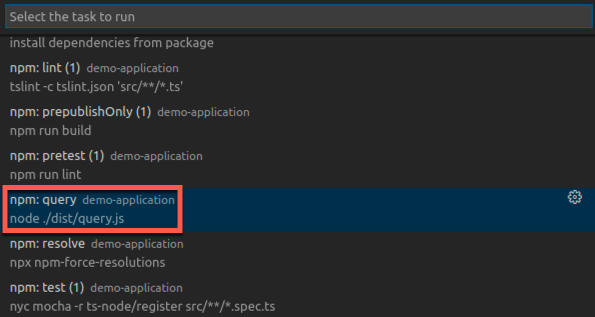 Select the task to run
install dependencies from package
npm: lint (1) demo-application
tslint -c tslint.json 'src/**/*.ts'
npm: prepublishOnly (1) demo-application
npm run build
npm: pretest (1) demo-application
npm run lint
npm: query demo-application
node ./dist/query.js
npm: resolve demo-application
npx npm-force-resolutions
npm: test (1) demo-application
nyc mocha -r ts-node/register src/**/*.spec.ts